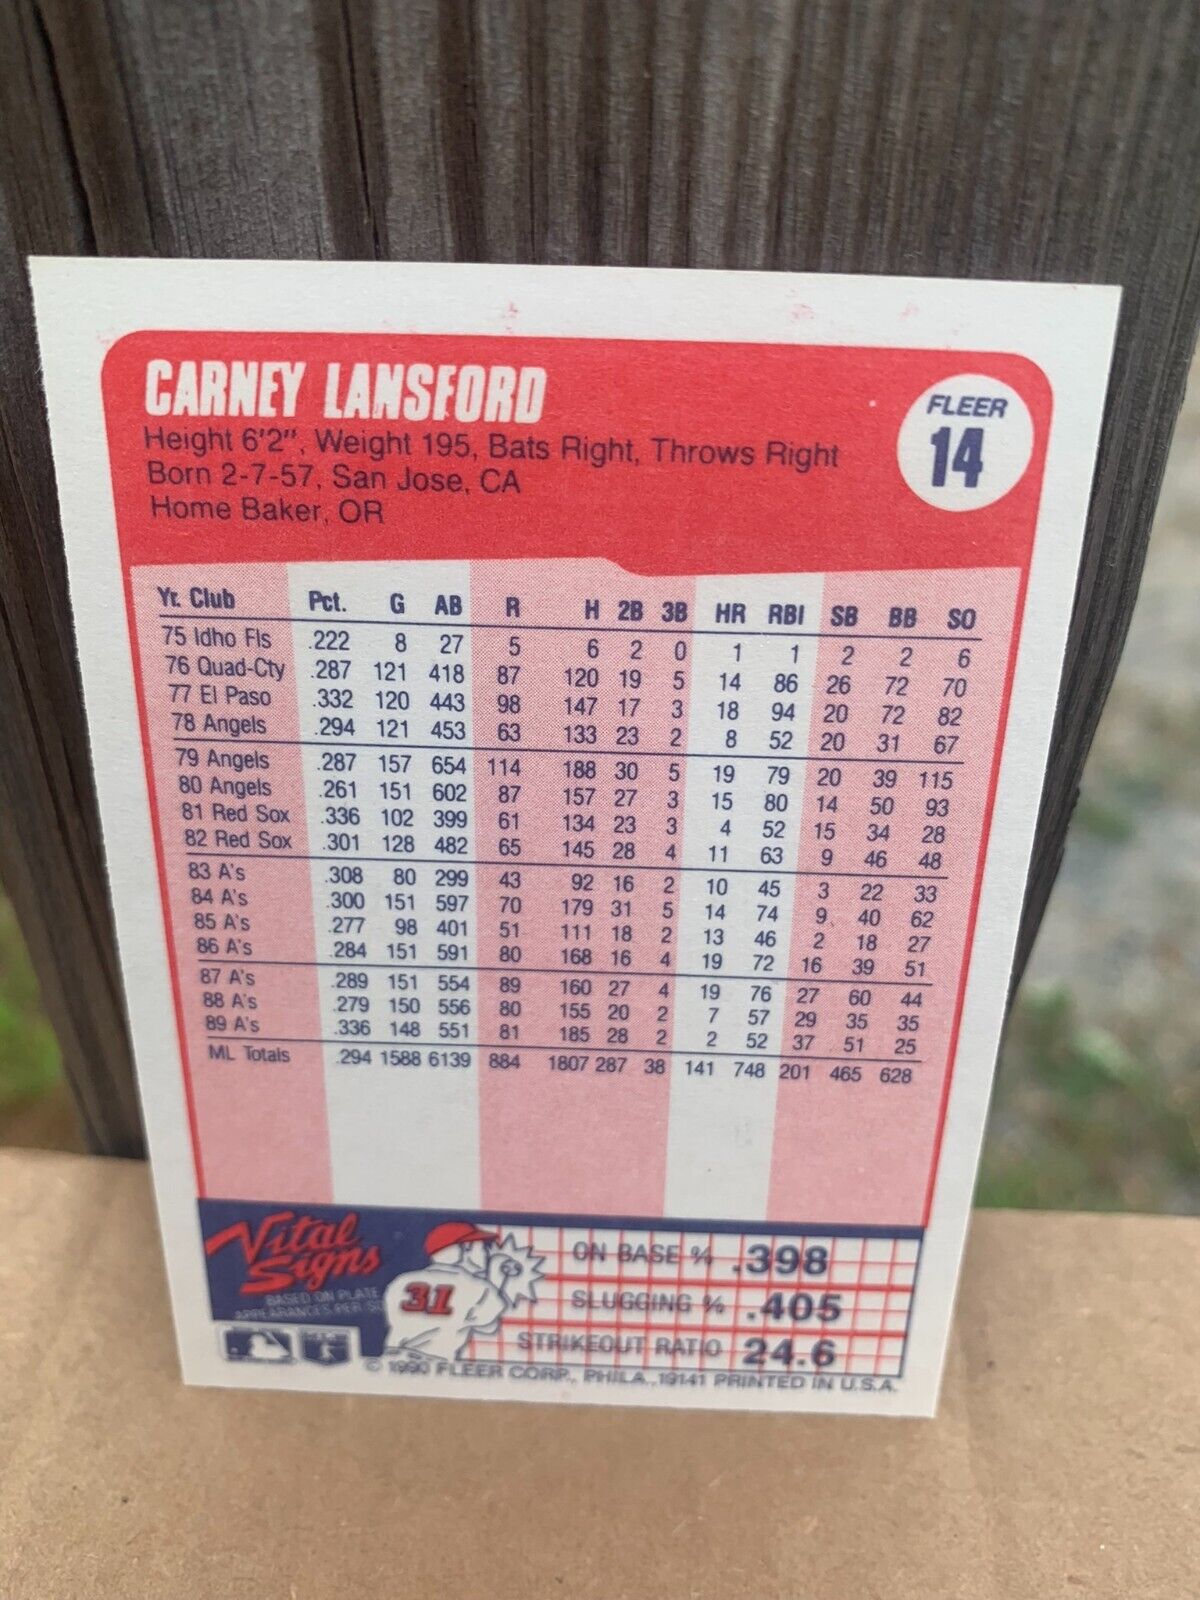 CARNEY LANSFORD
Height 6'2", Weight 195, Bats Right, Throws Right
Born 2-7-57, San Jose, CA
Home Baker, OR
FLEER
14
Yr. Club Pct. G AB R H 2B 3B HR RBI SB BB SO
75 Idho Fls .222 8 27 5 6 2 0 1 1 2 2 6
76 Quad-Cty .287 121 418 87 120 19 5 14 86 26 72 70
77 El Paso .332 120 443 98 147 17 3 18 94 20 72 82
78 Angels .294 121 453 63 133 23 2 8 52 20 31 67
79 Angels .287 157 654 114 188 30 5 19 79 20 39 115
80 Angels .261 151 602 87 157 27 3 15 80 14 50 93
81 Red Sox .336 102 399 61 134 23 3 4 52 15 34 28
82 Red Sox .301 128 482 65 145 28 4 11 63 9 46 48
83 A's .308 80 299 43 92 16 2 10 45 3 22 33
84 A's .300 151 597 70 179 31 5 14 74 9 40 62
85 A's .277 98 401 51 111 18 2 13 46 2 18 27
86 A's .284 151 591 80 168 16 4 19 72 16 39 51
87 A's .289 151 554 89 160 27 4 19 76 27 60 44
88 A's .279 150 556 80 155 20 2 7 57 29 35 35
89 A's .336 148 551 81 185 28 2 2 52 37 51 25
ML Totals .294 1588 6139 884 1807 287 38 141 748 201 465 628
Vital Signs
BASED ON PLATE
APPEARANCES PER
31
ON BASE % .398
SLUGGING % .405
STRIKEOUT RATIO 24.6
© 1990 FLEER CORP., PHILA., 19141 PRINTED IN U.S.A.